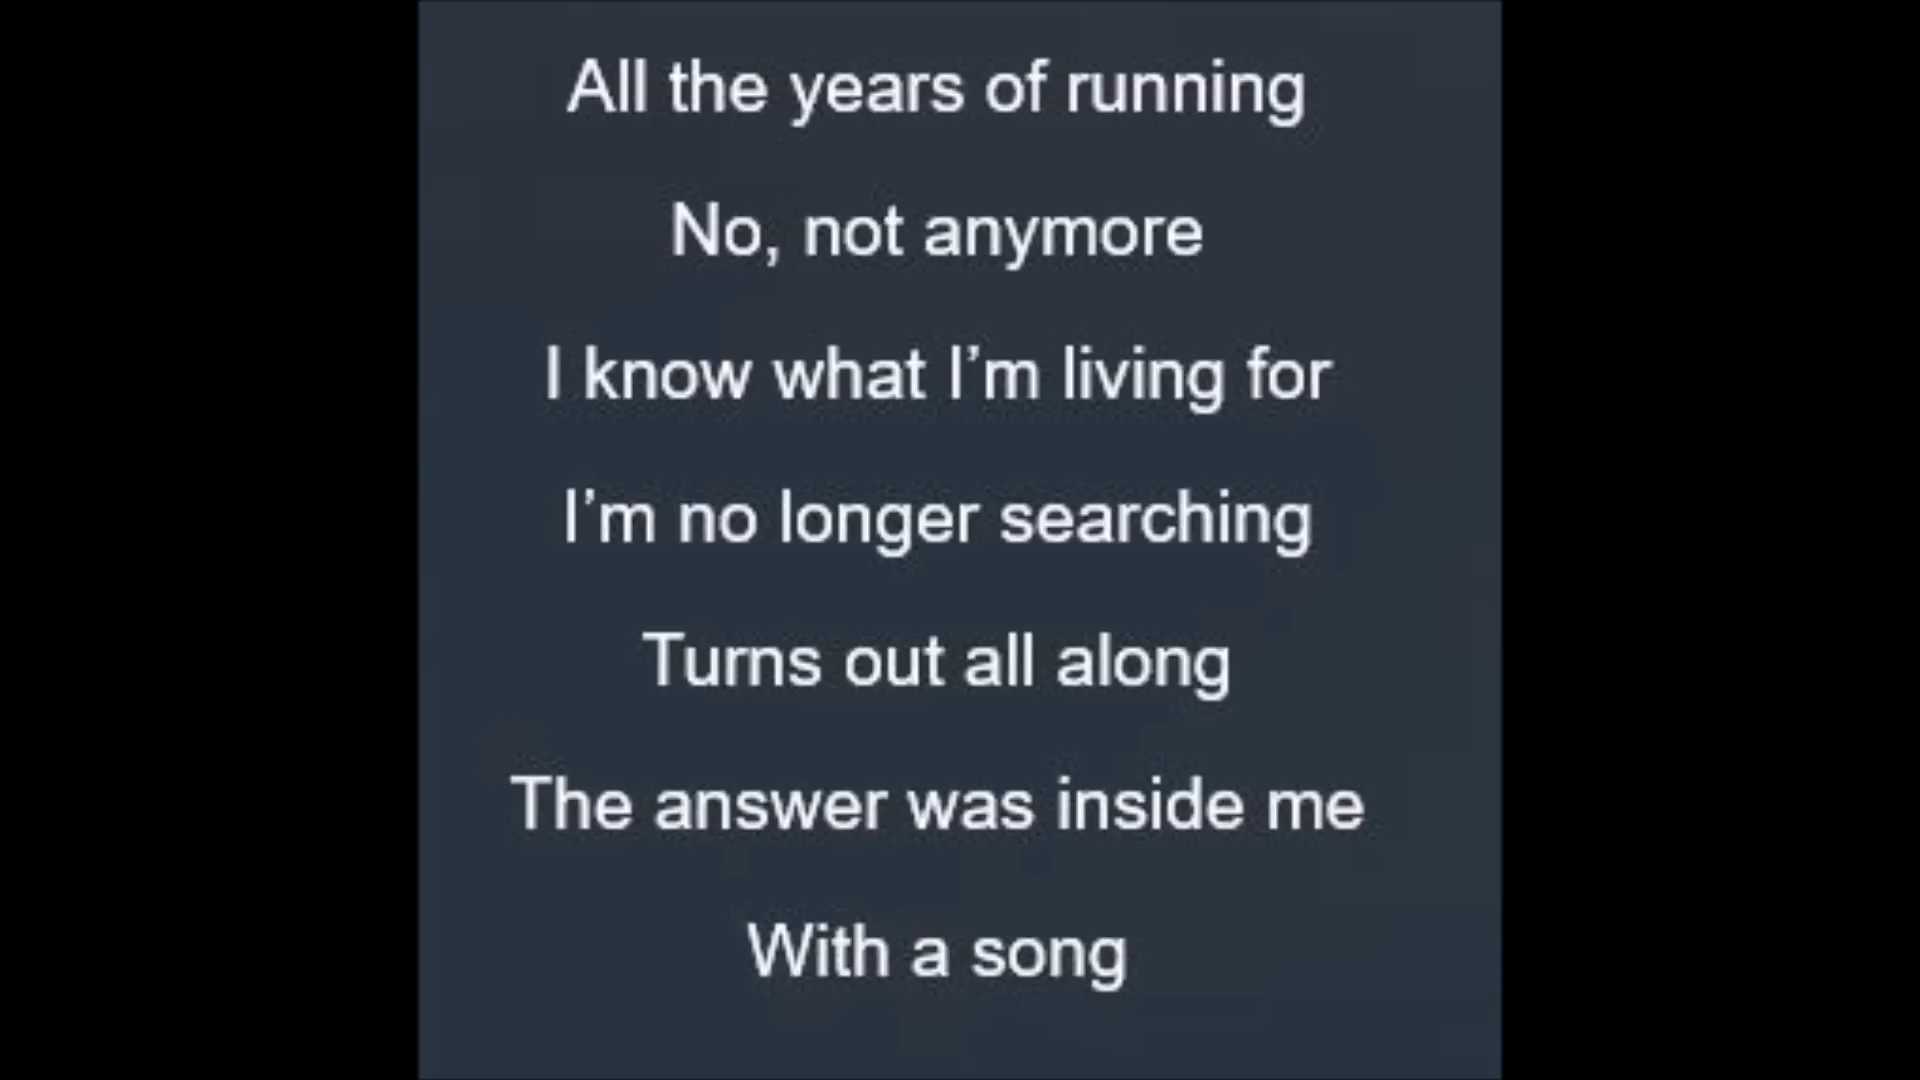 All the years of running
No, not anymore
I know what I’m living for
I’m no longer searching
Turns out all along
The answer was inside me
With a song